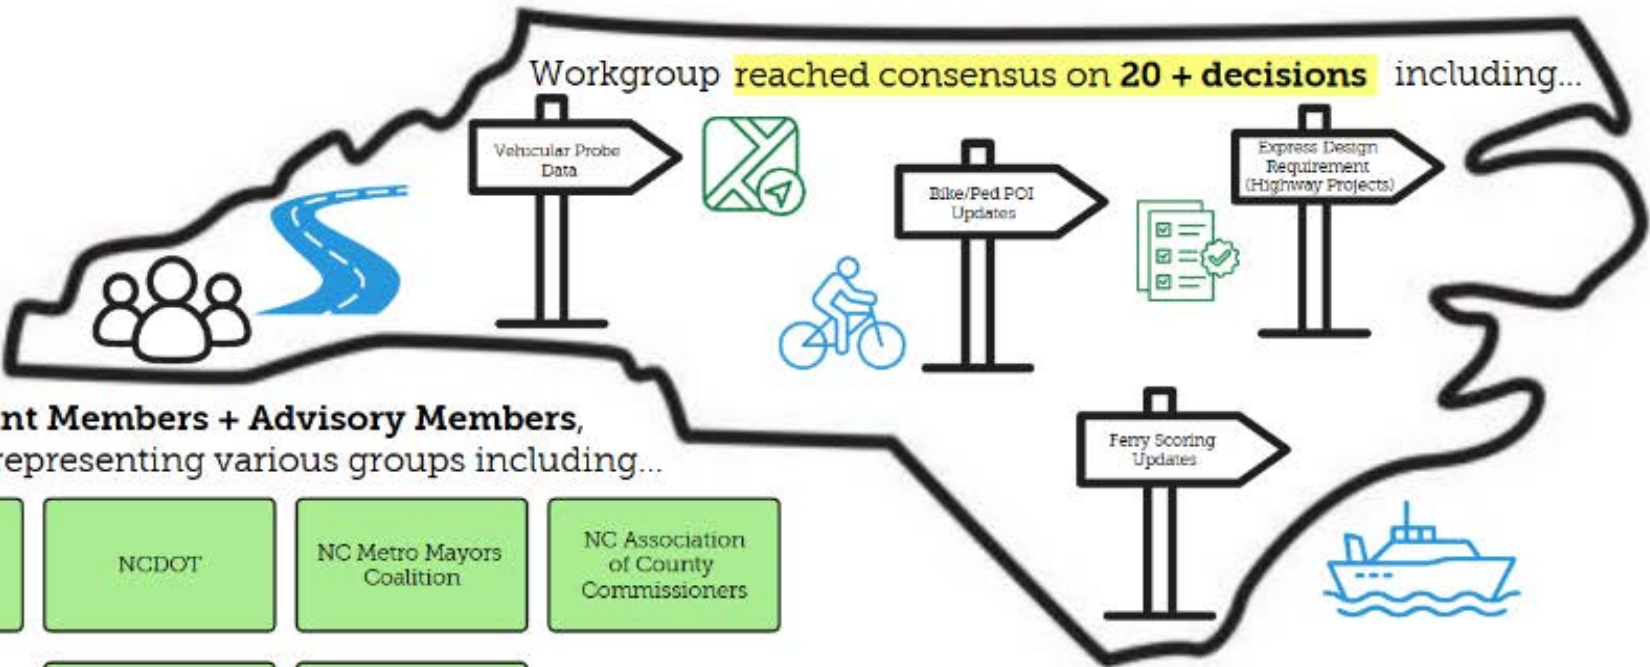 Workgroup reached consensus on 20 + decisions including...
Vehicular Probe
Data
Bike/Ped POI
Updates
Express Design
Requirement
(Highway Projects)
Ferry Scoring
Updates
nt Members + Advisory Members,
representing various groups including...
NCDOT
NC Metro Mayors
Coalition
NC Association
of County
Commissioners